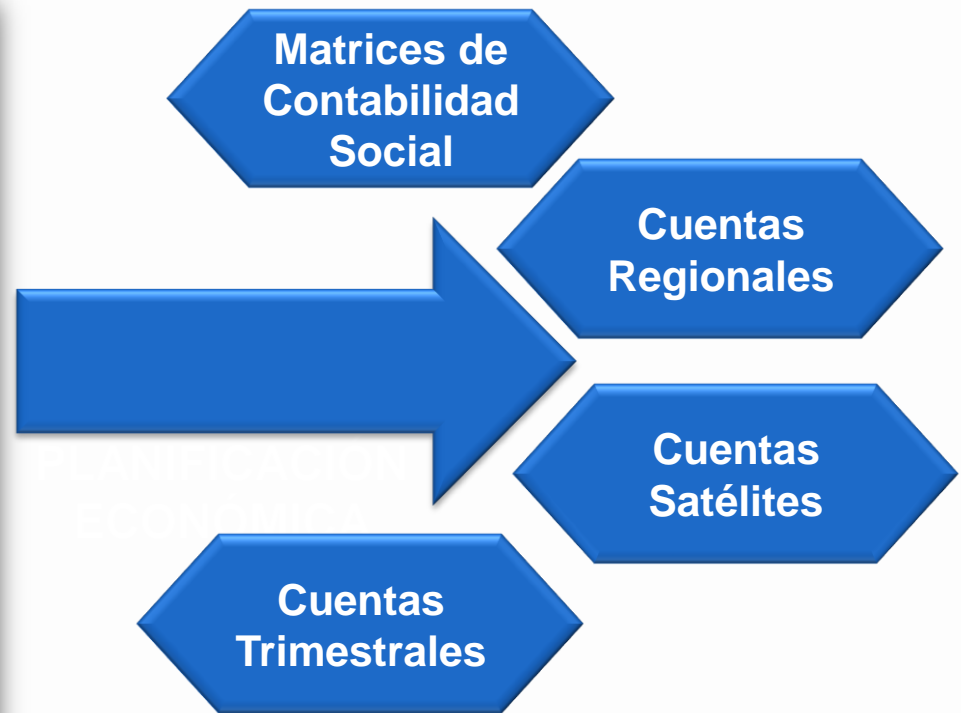 Matrices de
Contabilidad
Social
Cuentas
Regionales
PLANIFICACIÓN
ECONÓMICA
Cuentas
Satélites
Cuentas
Trimestrales